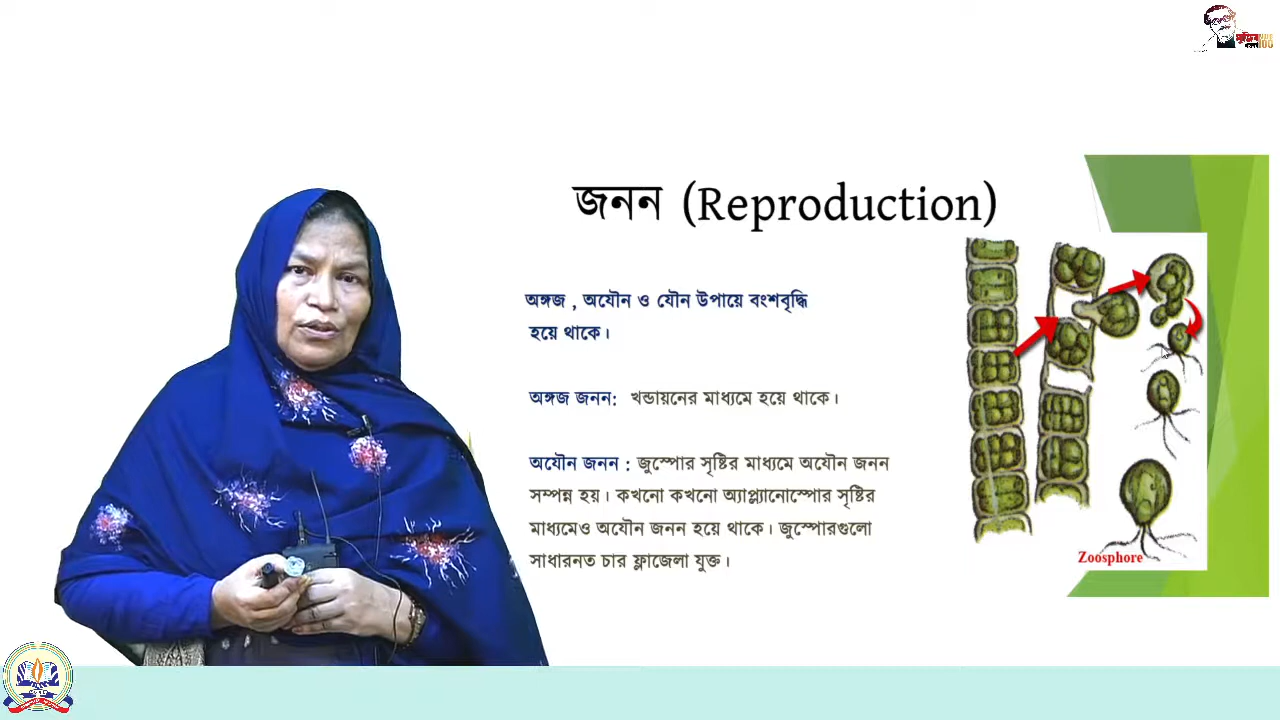 জনন (Reproduction)
অঙ্গজ , অযৌন ও যৌন উপায়ে বংশবৃদ্ধি
হয়ে থাকে।
অঙ্গজ জনন: খন্ডায়নের মাধ্যমে হয়ে থাকে।
অযৌন জনন : জুস্পোর সৃষ্টির মাধ্যমে অযৌন জনন
সম্পন্ন হয়। কখনো কখনো অ্যাপ্ল্যানোস্পোর সৃষ্টির
মাধ্যমেও অযৌন জনন হয়ে থাকে। জুস্পোরগুলো
সাধারনত চার ফ্লাজেলা যুক্ত।
Zoosphore